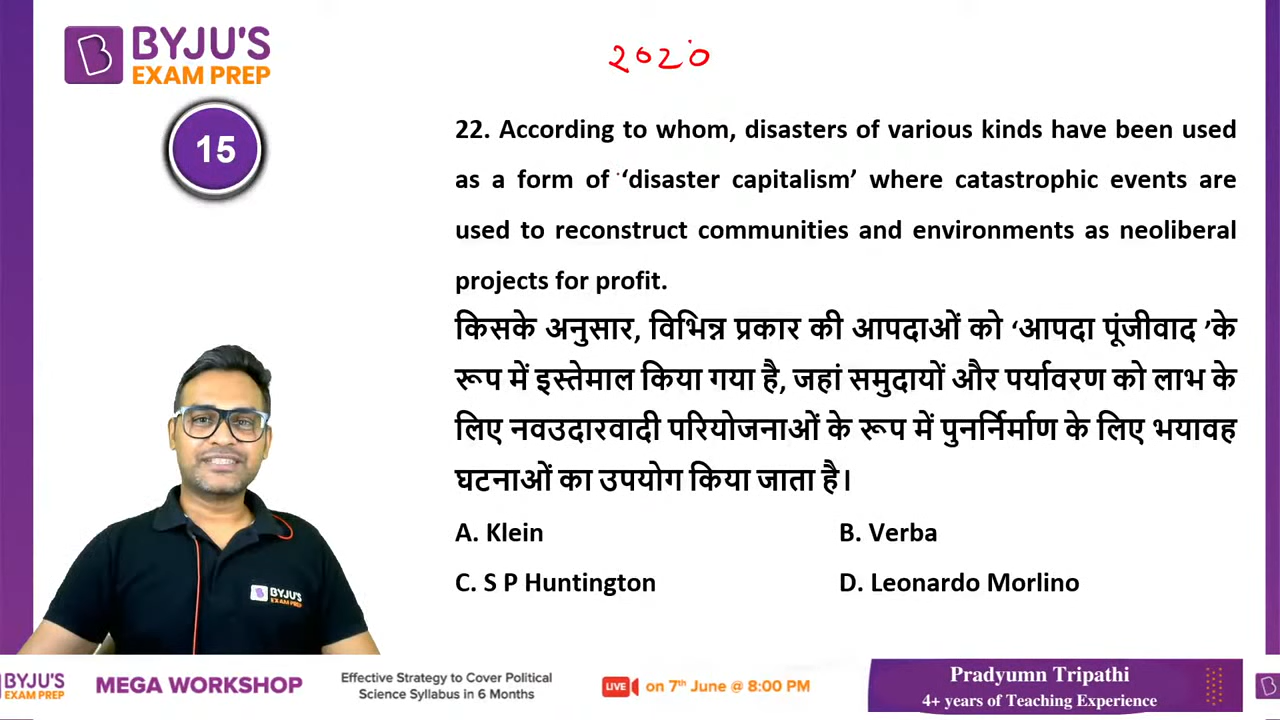 BYJU'S
EXAM PREP
2020
15
22. According to whom, disasters of various kinds have been used
as a form of ‘disaster capitalism’ where catastrophic events are
used to reconstruct communities and environments as neoliberal
projects for profit.
किसके अनुसार, विभिन्न प्रकार की आपदाओं को ‘आपदा पूंजीवाद ’के
रूप में इस्तेमाल किया गया है, जहां समुदायों और पर्यावरण को लाभ के
लिए नवउदारवादी परियोजनाओं के रूप में पुनर्निर्माण के लिए भयावह
घटनाओं का उपयोग किया जाता है।
A. Klein
B. Verba
C. S P Huntington
D. Leonardo Morlino
BYJU'S
EXAM PREP
BYJU'S
EXAM PREP
MEGA WORKSHOP
Effective Strategy to Cover Political
Science Syllabus in 6 Months
LIVE
on 7th June @ 8:00 PM
Pradyumn Tripathi
4+ years of Teaching Experience